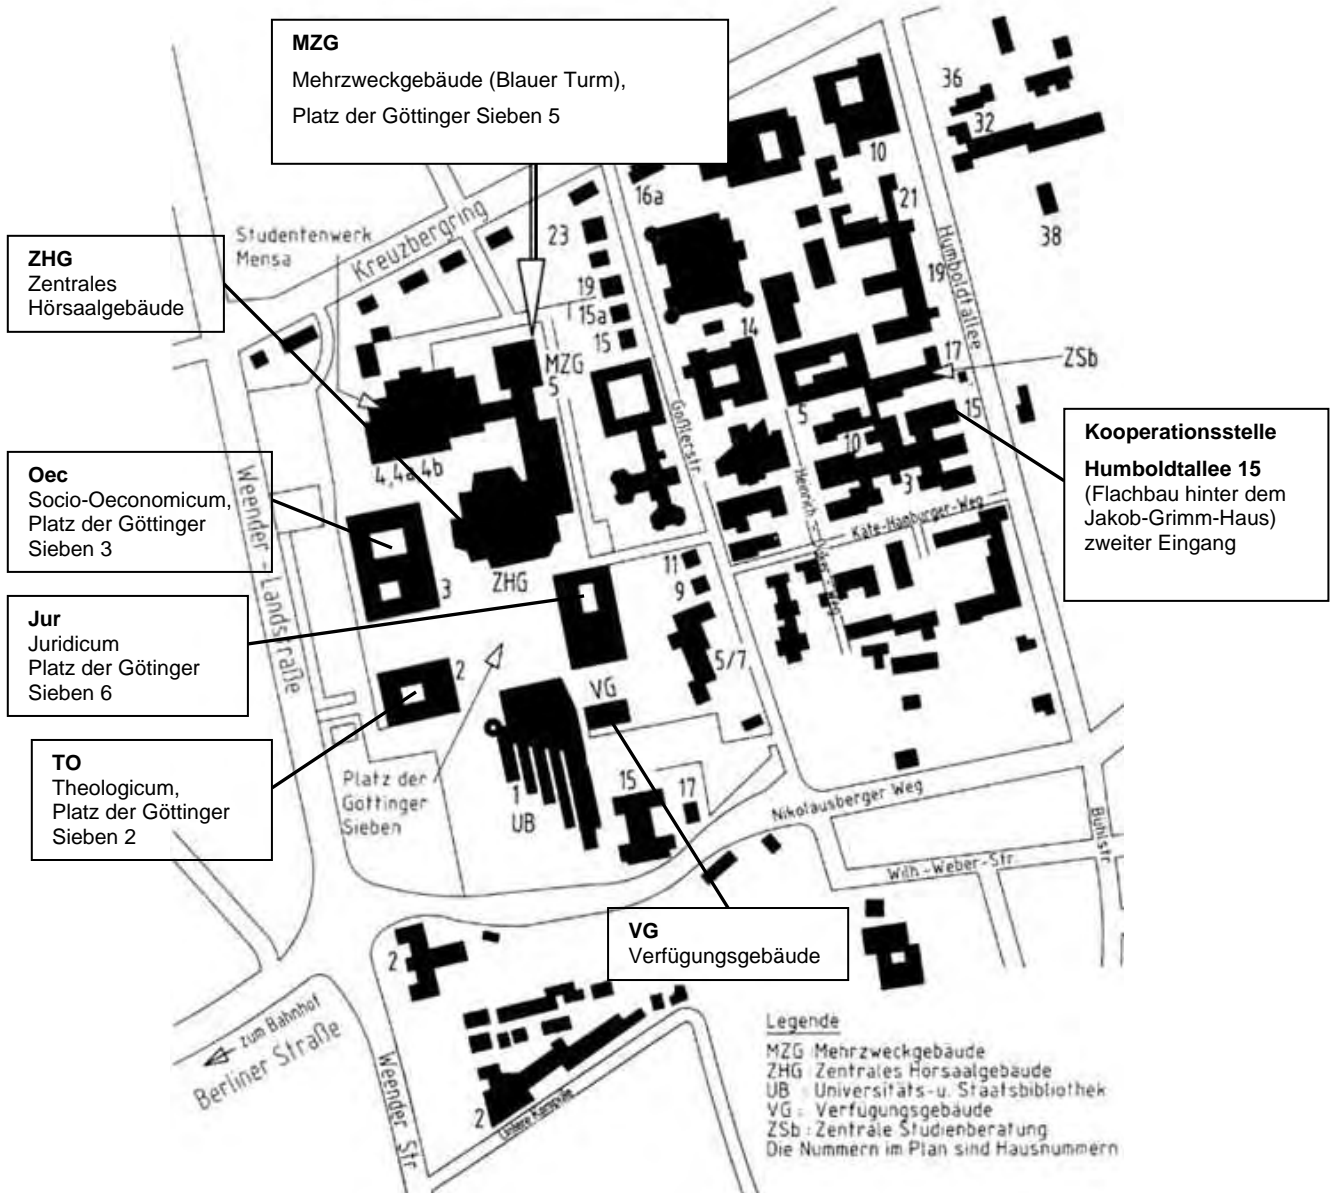 MZG
Mehrzweckgebäude (Blauer Turm),
Platz der Göttinger Sieben 5
ZHG
Zentrales
Hörsaalgebäude
Oec
Socio-Oeconomicum,
Platz der Göttinger
Sieben 3
Jur
Juridicum
Platz der Götinger
Sieben 6
TO
Theologicum,
Platz der Göttinger
Sieben 2
Kooperationsstelle
Humboldtallee 15
(Flachbau hinter dem
Jakob-Grimm-Haus)
zweiter Eingang
VG
Verfügungsgebäude
Studentenwerk
Mensa
Kreuzbergring
16a
23
19
15a
15
MZG
5
4, 4a, 4b
ZHG
3
2
VG
11
9
5/7
1
UB
15
17
Platz der
Göttinger
Sieben
Weender-Landstraße
Goßlerstr.
14
5
10
3
10
21
19
17
15
ZSb
36
32
38
Humboldtallee
Käte-Hamburger-Weg
Nikolausberger Weg
Wilh.-Weber-Str.
Bühlstr.
2
2
zum Bahnhof
Berliner Straße
Weender Str.
Untere Karspüle
Legende
MZG : Mehrzweckgebäude
ZHG : Zentrales Hörsaalgebäude
UB : Universitäts-u. Staatsbibliothek
VG : Verfügungsgebäude
ZSb : Zentrale Studienberatung
Die Nummern im Plan sind Hausnummern